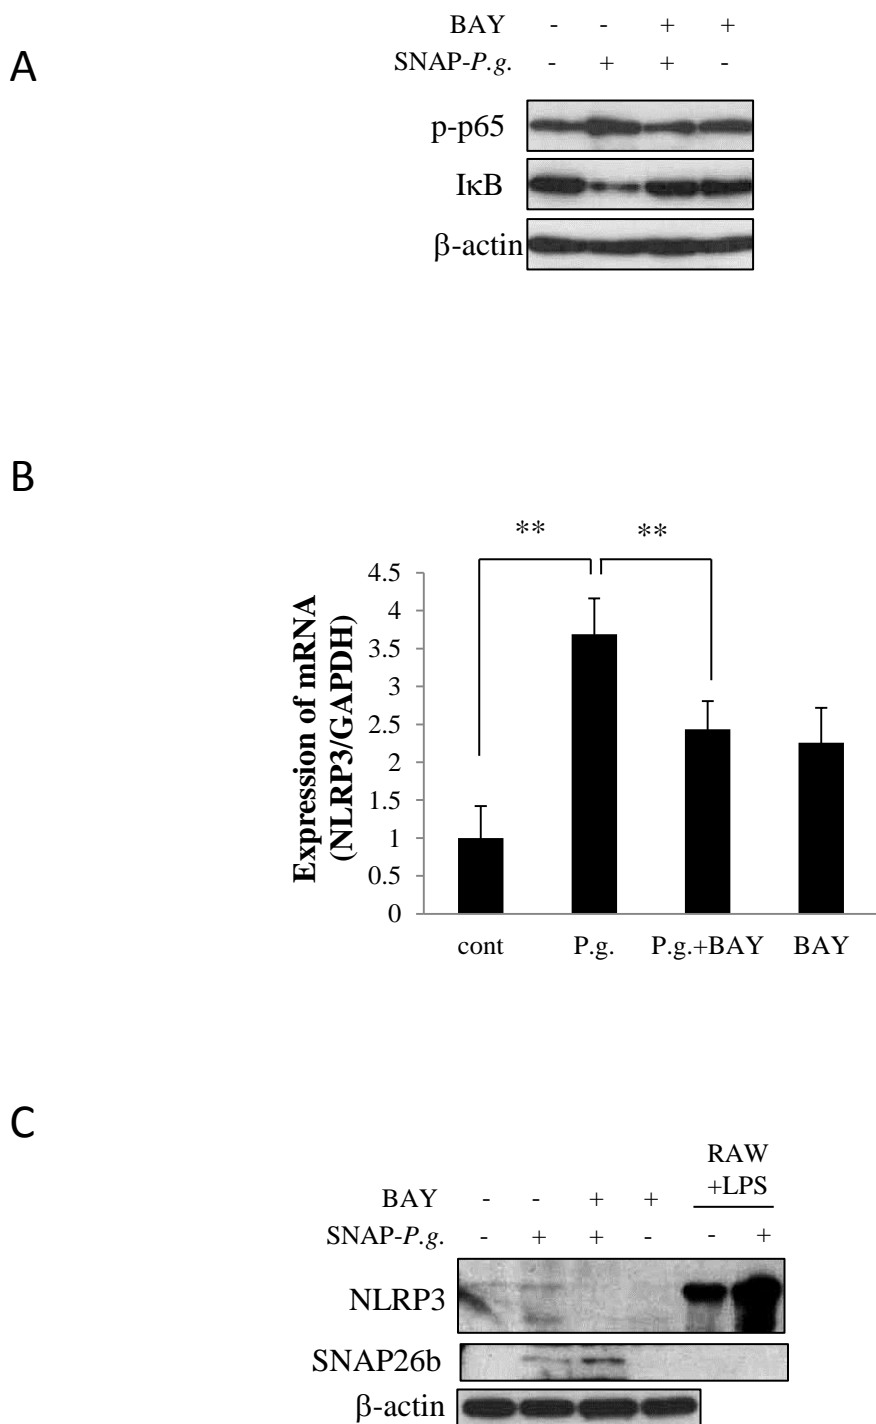 A
BAY - - + +
SNAP-P.g. - + + -
p-p65
IκB
β-actin
B
** **
Expression of mRNA
(NLRP3/GAPDH)
4.5
4
3.5
3
2.5
2
1.5
1
0.5
0
cont P.g. P.g.+BAY BAY
C
RAW
+LPS
BAY - - + +
SNAP-P.g. - + + - - +
NLRP3
SNAP26b
β-actin